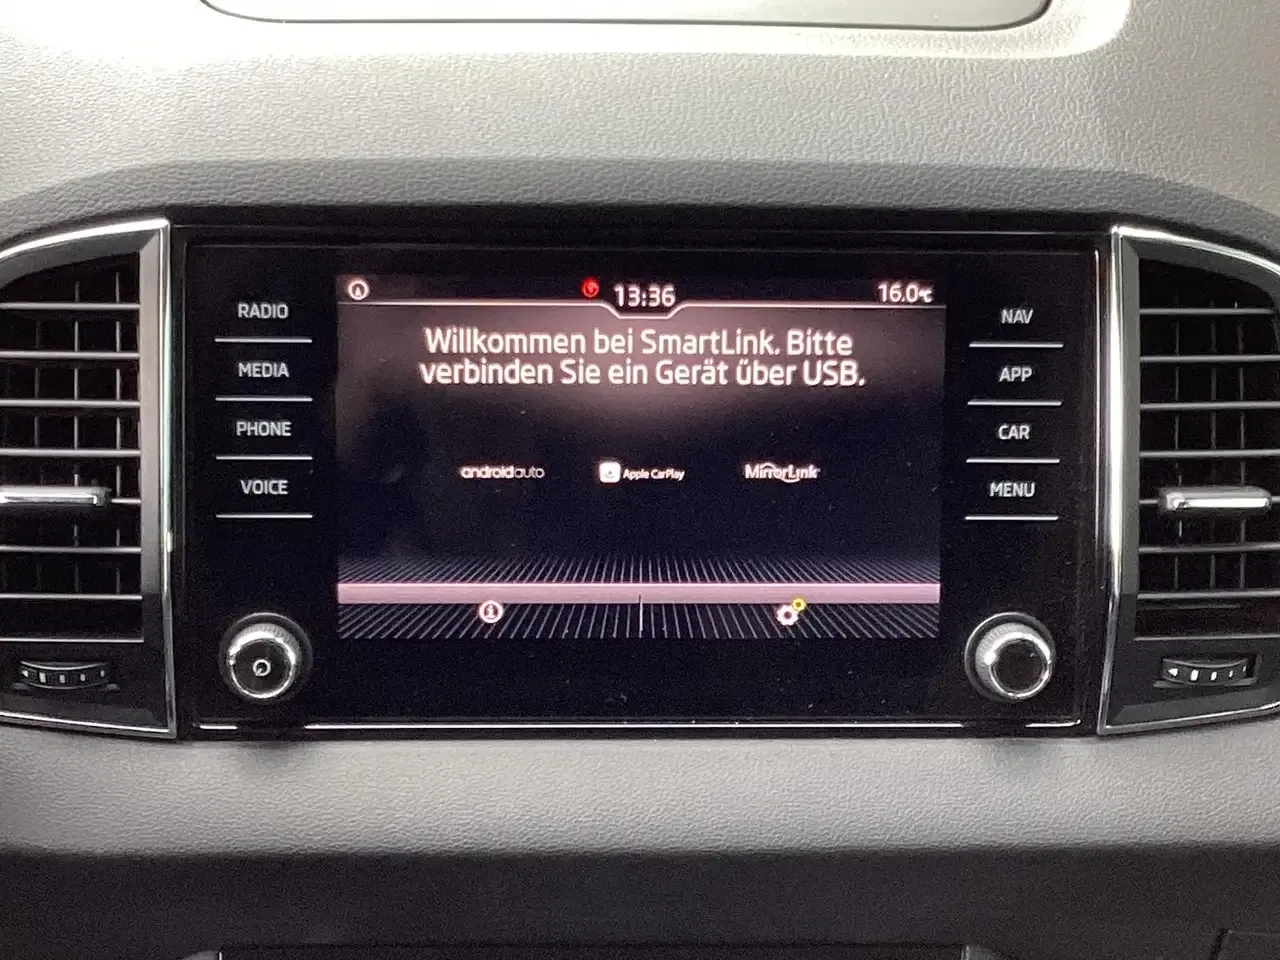 13:36
16.0°C
RADIO
MEDIA
PHONE
VOICE
Willkommen bei SmartLink. Bitte
verbinden Sie ein Gerät über USB.
androidauto
Apple CarPlay
MirrorLink
NAV
APP
CAR
MENU